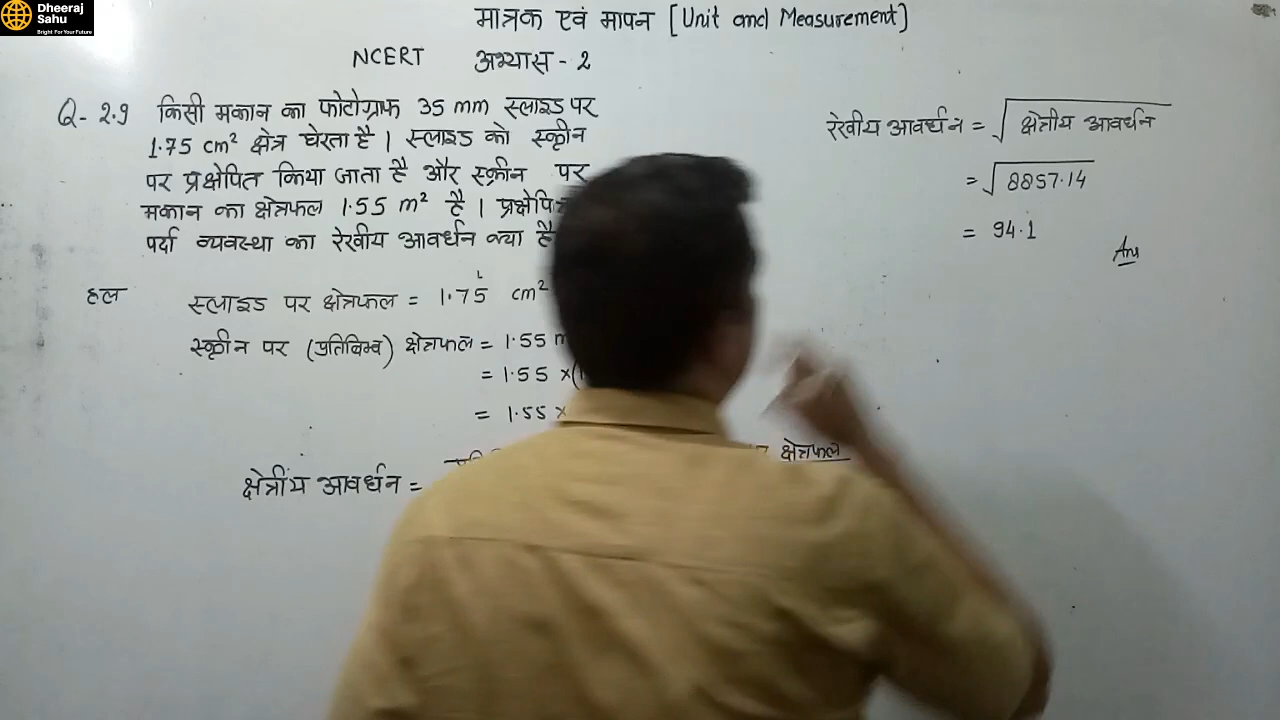 Dheeraj
Sahu
Bright For Your Future
मात्रक एवं मापन [Unit and Measurement]
NCERT अभ्यास - 2
Q- 2.9 किसी मकान का फोटोग्राफ 35 mm स्लाइड पर
1.75 cm² क्षेत्र घेरता है । स्लाइड को स्क्रीन
पर प्रक्षेपित किया जाता है और स्क्रीन पर
मकान का क्षेत्रफल 1.55 m² है ।
पर्दा व्यवस्था का रेखीय आवर्धन क्या है
हल स्लाइड पर क्षेत्रफल = 1.75 cm²
स्क्रीन पर (प्रतिबिम्ब) क्षेत्रफल = 1.55
= 1.55 ×(
= 1.55 ×
क्षेत्रफल
क्षेत्रीय आवर्धन =
रेखीय आवर्धन = √क्षेत्रीय आवर्धन
= √8857.14
= 94.1
Ans